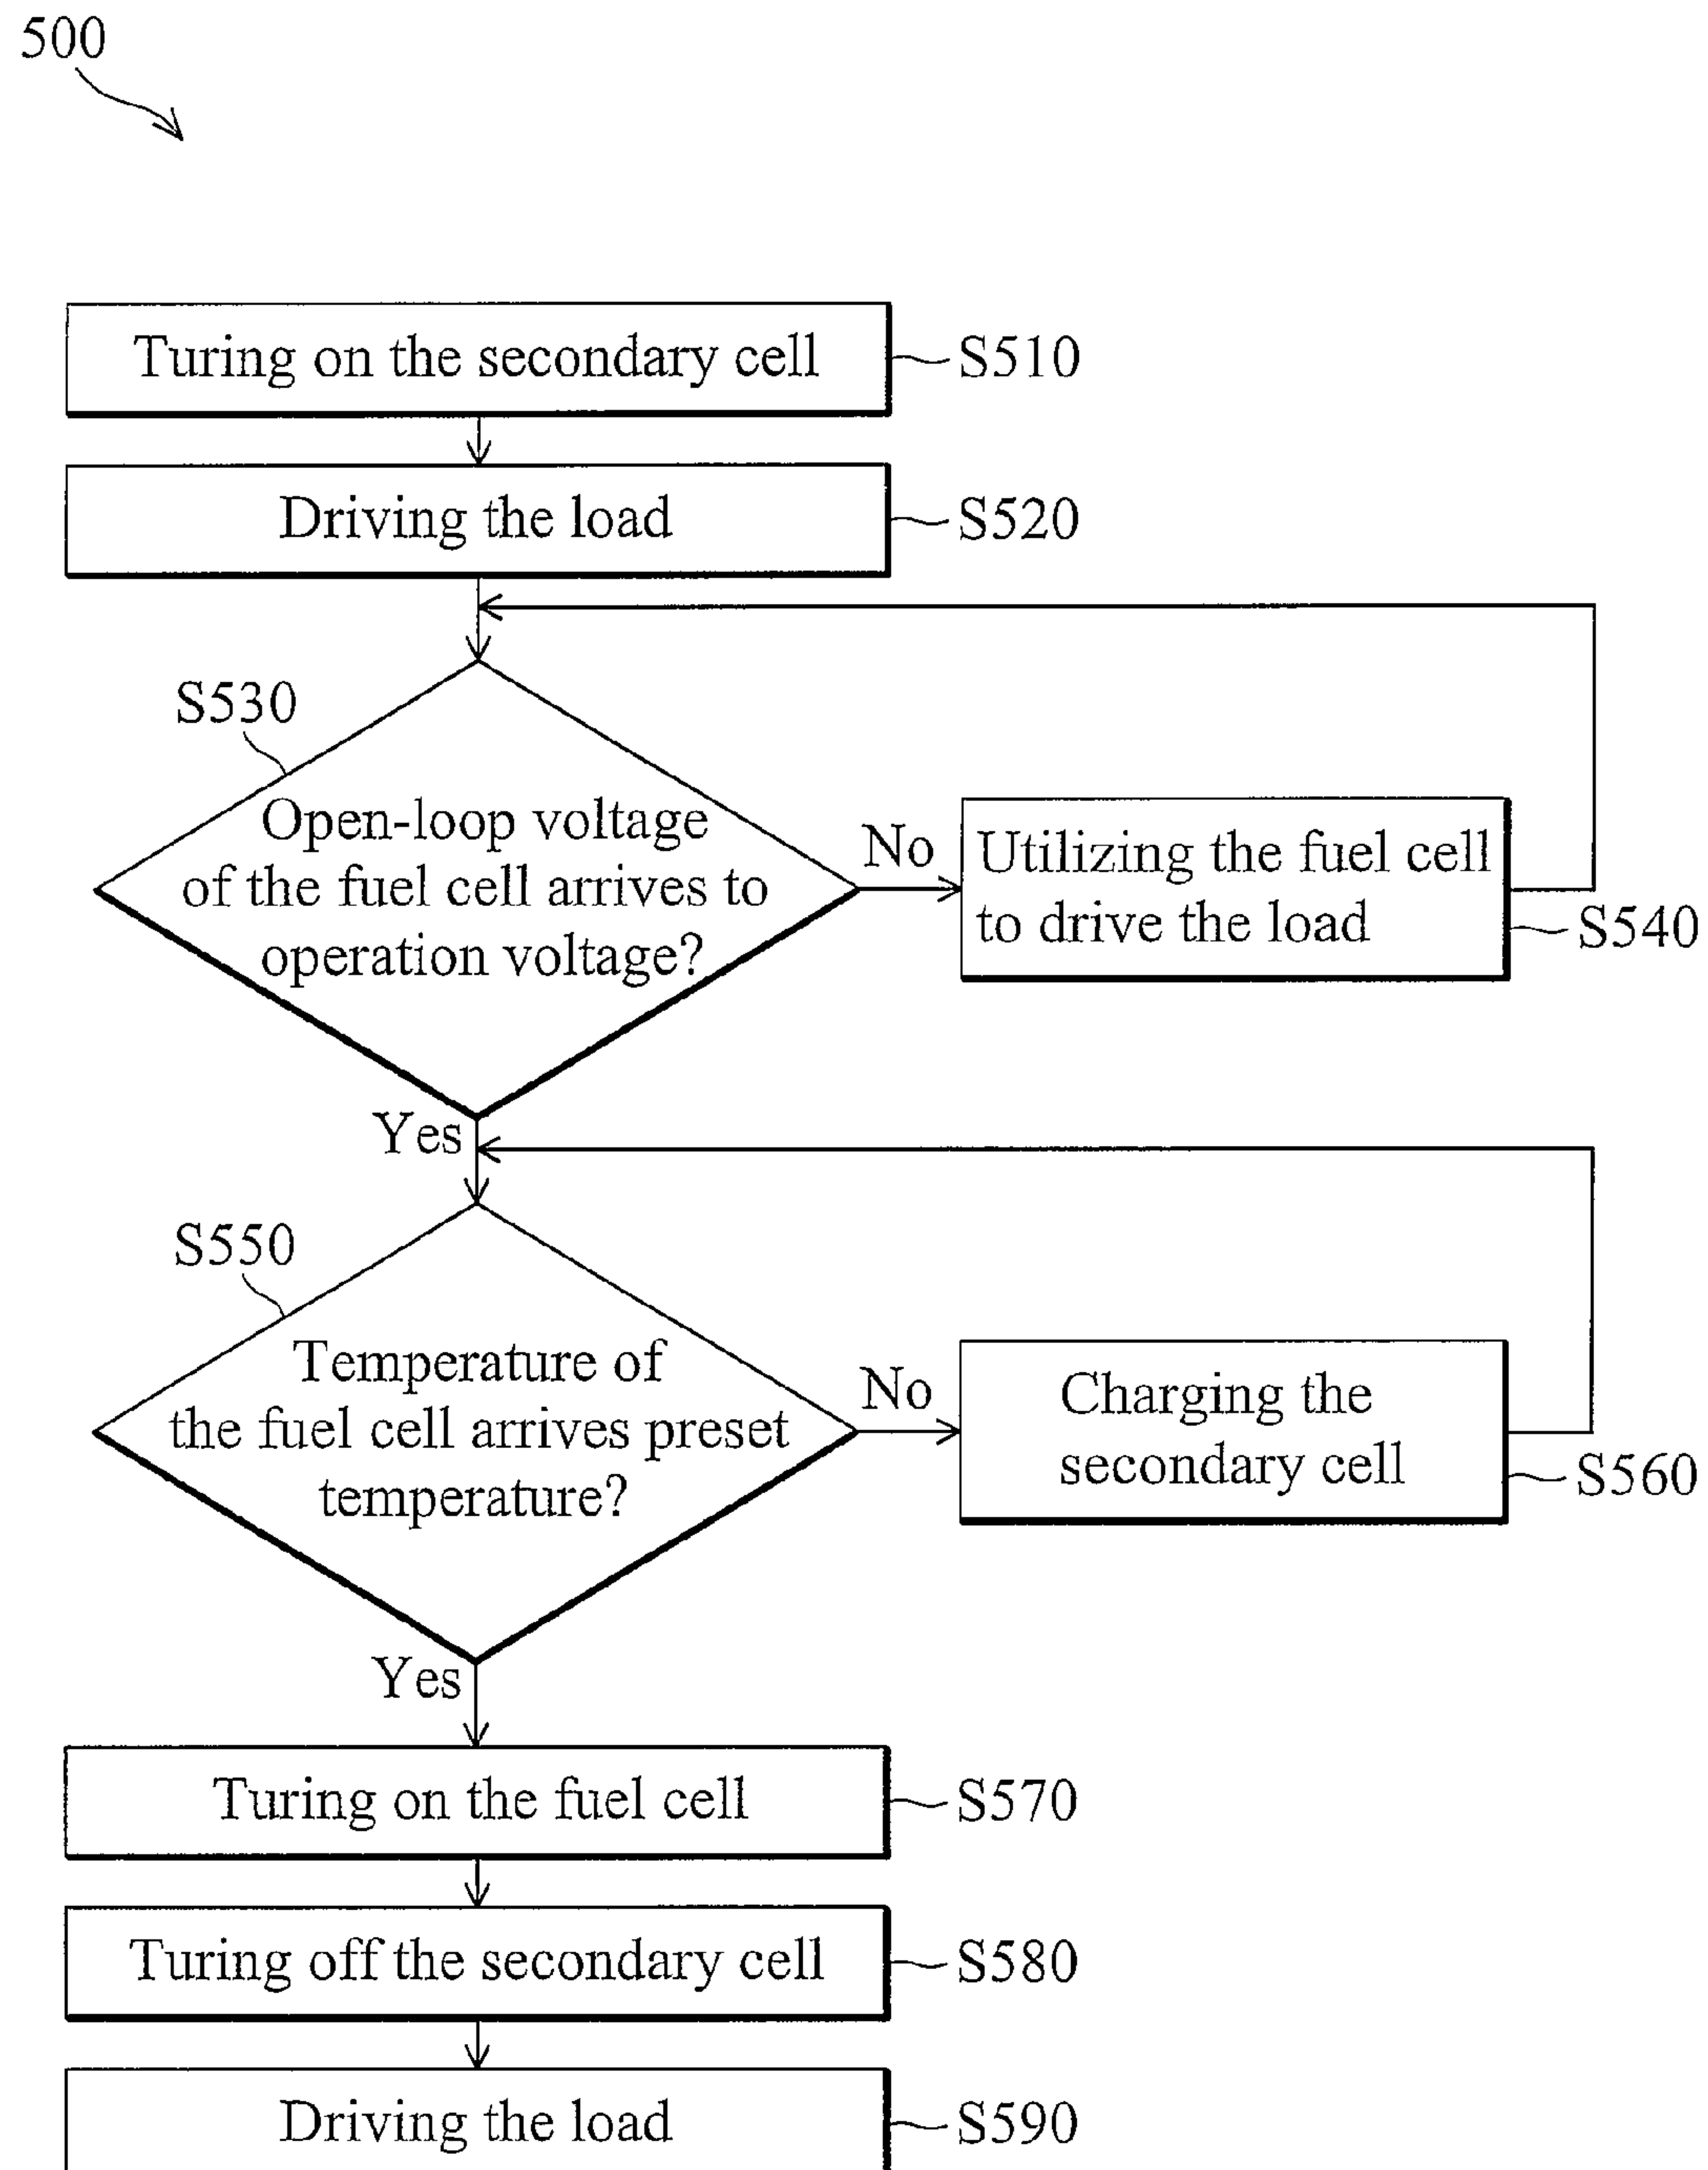 500
Turing on the secondary cell
S510
Driving the load
S520
S530
Open-loop voltage
of the fuel cell arrives to
operation voltage?
No
Utilizing the fuel cell
to drive the load
S540
Yes
S550
Temperature of
the fuel cell arrives preset
temperature?
No
Charging the
secondary cell
S560
Yes
Turing on the fuel cell
S570
Turing off the secondary cell
S580
Driving the load
S590